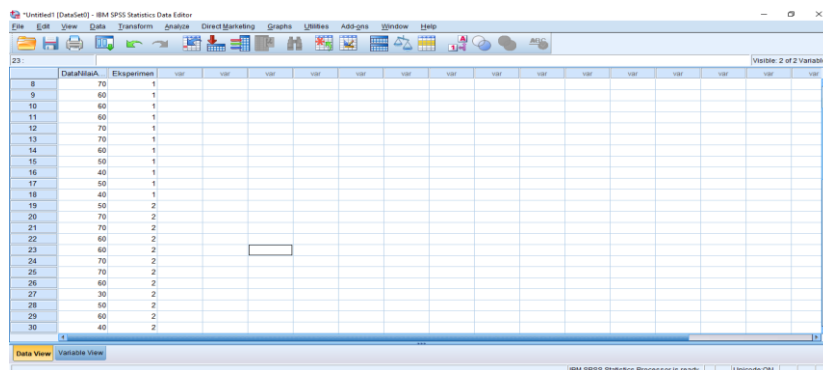 *Untitled1 [DataSet0] - IBM SPSS Statistics Data Editor
File Edit View Data Transform Analyze Direct Marketing Graphs Utilities Add-ons Window Help
23 : Visible: 2 of 2 Variabl
DataNilaiA... Eksperimen var var var var var var var var var var var var var
8 70 1
9 60 1
10 60 1
11 60 1
12 70 1
13 70 1
14 60 1
15 50 1
16 40 1
17 50 1
18 40 1
19 50 2
20 70 2
21 70 2
22 60 2
23 60 2
24 70 2
25 70 2
26 60 2
27 30 2
28 50 2
29 60 2
30 40 2
Data View Variable View
IBM SPSS Statistics Processor is ready Unicode:ON